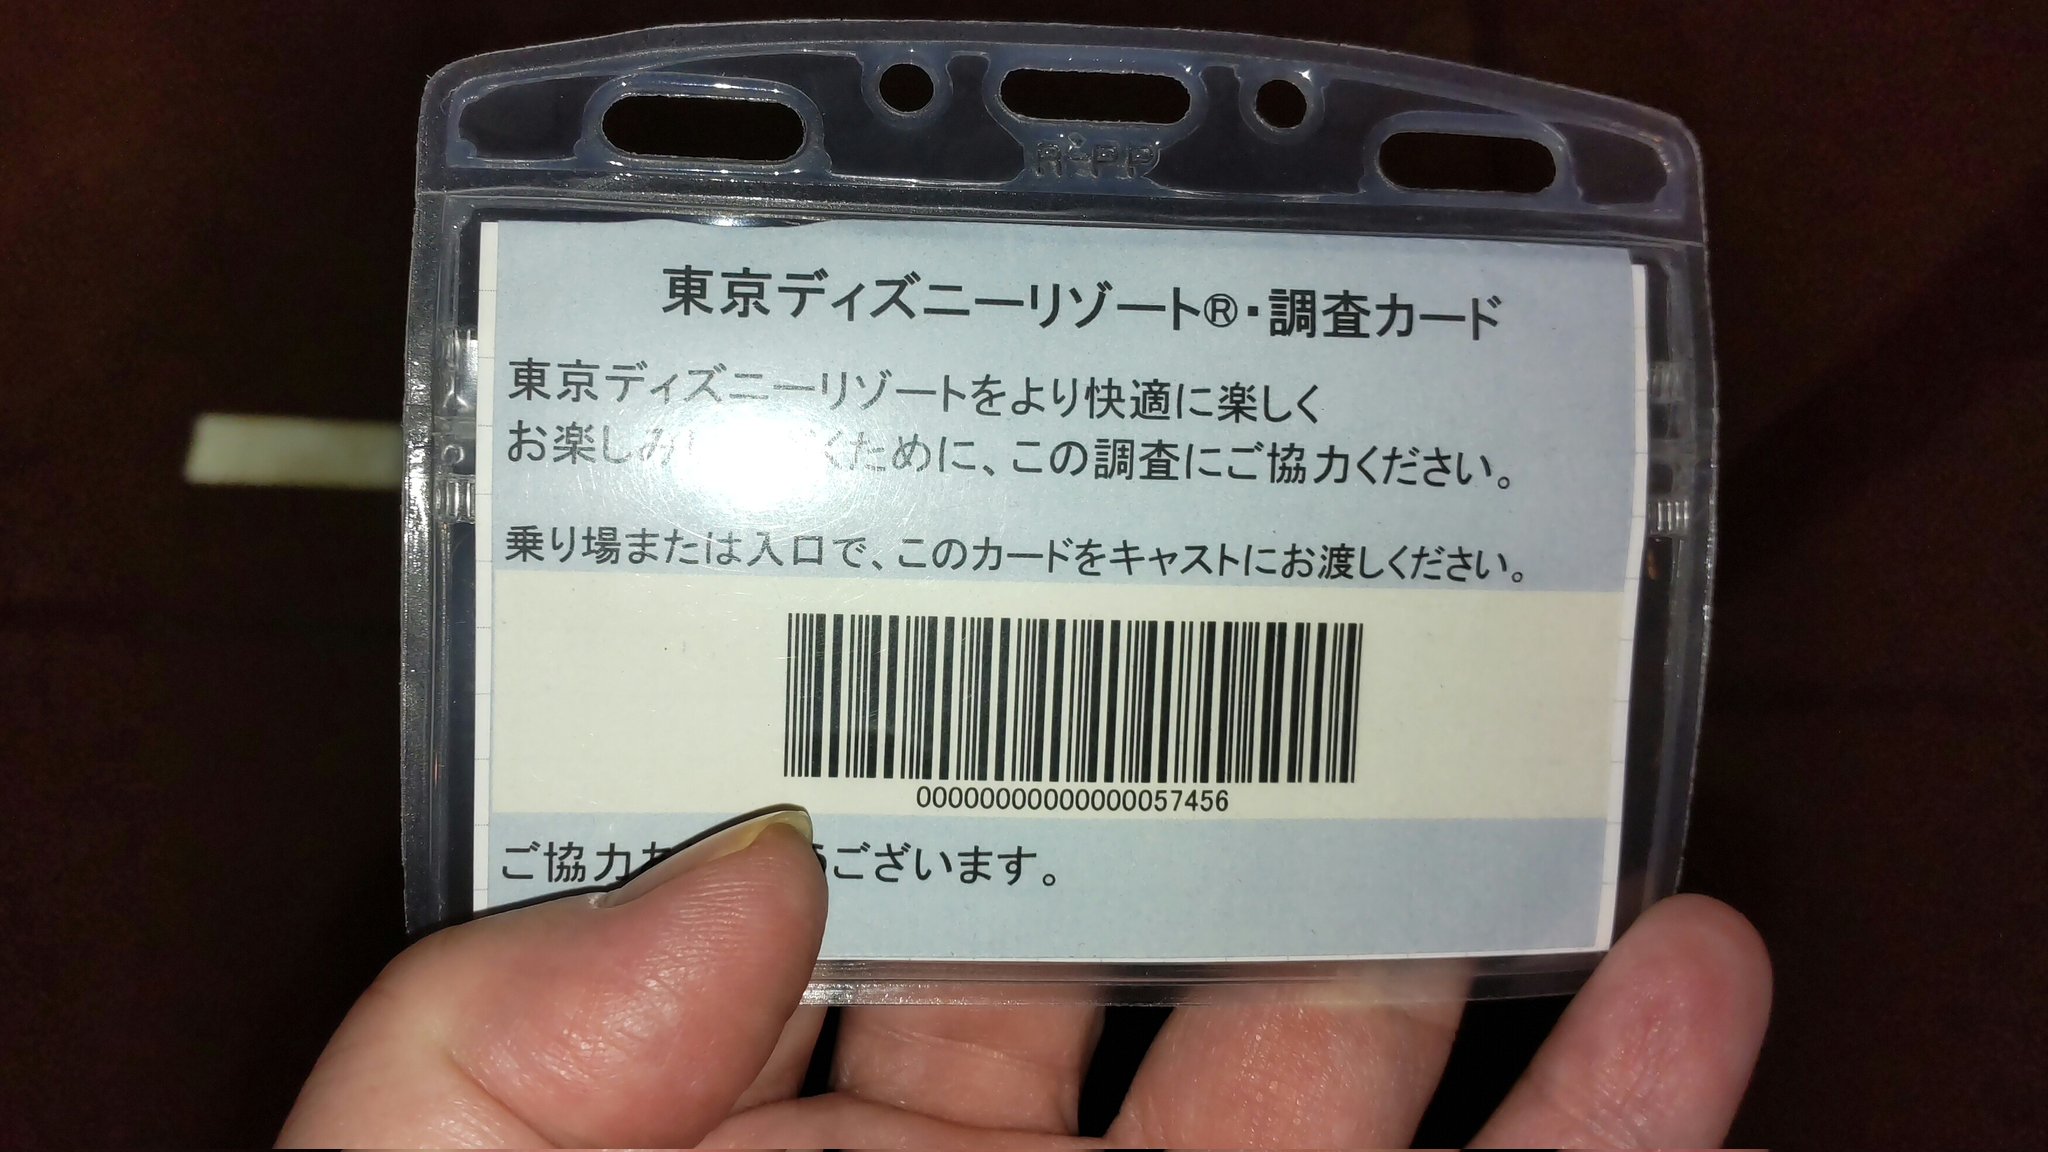 R-PP
東京ディズニーリゾート®・調査カード
東京ディズニーリゾートをより快適に楽しく
お楽しみ くために、この調査にご協力ください。
乗り場または入口で、このカードをキャストにお渡しください。
00000000000000057456
ご協力 うございます。